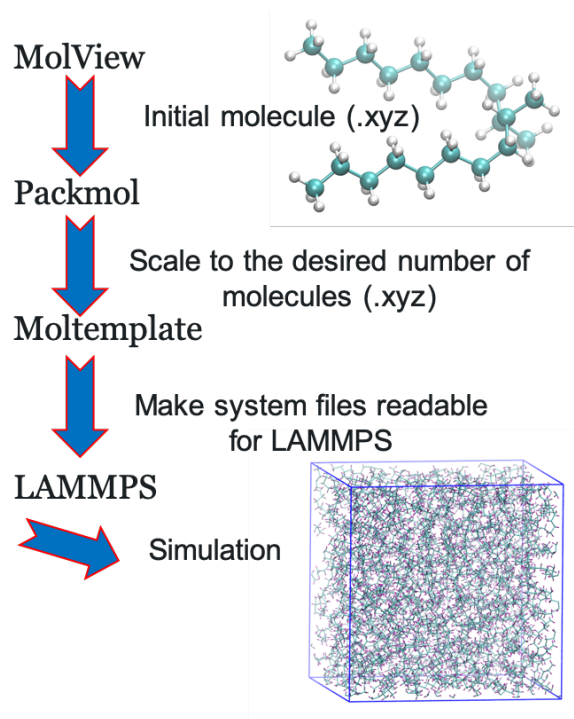 MolView
Initial molecule (.xyz)
Packmol
Scale to the desired number of
molecules (.xyz)
Moltemplate
Make system files readable
for LAMMPS
LAMMPS
Simulation